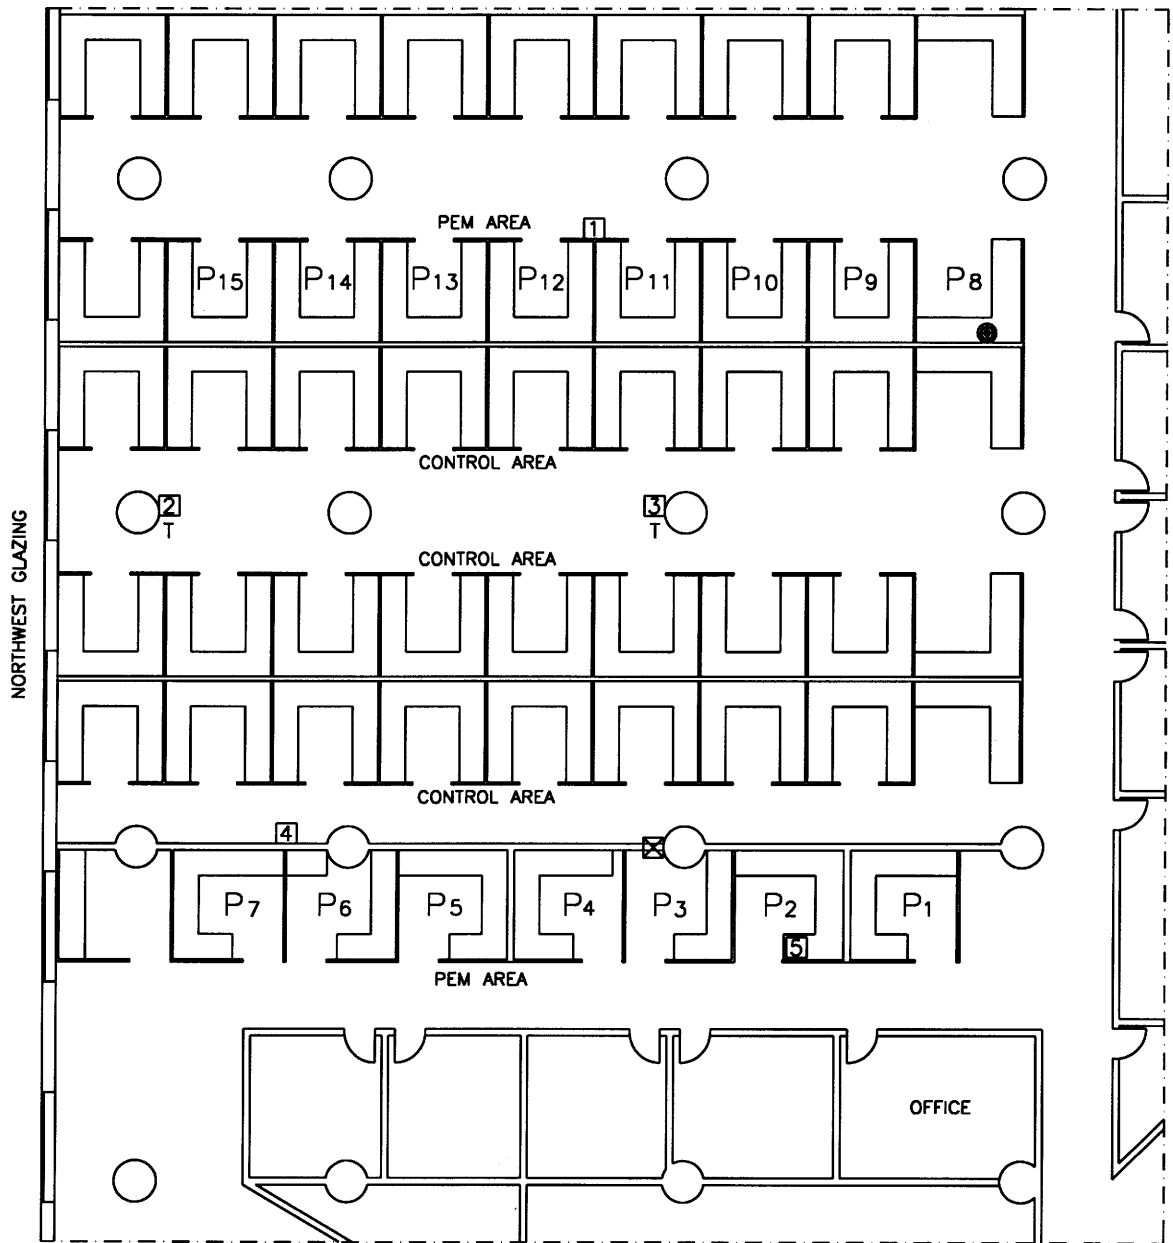 PEM AREA
1
P15 P14 P13 P12 P11 P10 P9 P8
CONTROL AREA
2
T
3
T
NORTHWEST GLAZING
CONTROL AREA
CONTROL AREA
4
P7 P6 P5 P4 P3 P2 P1
5
PEM AREA
OFFICE